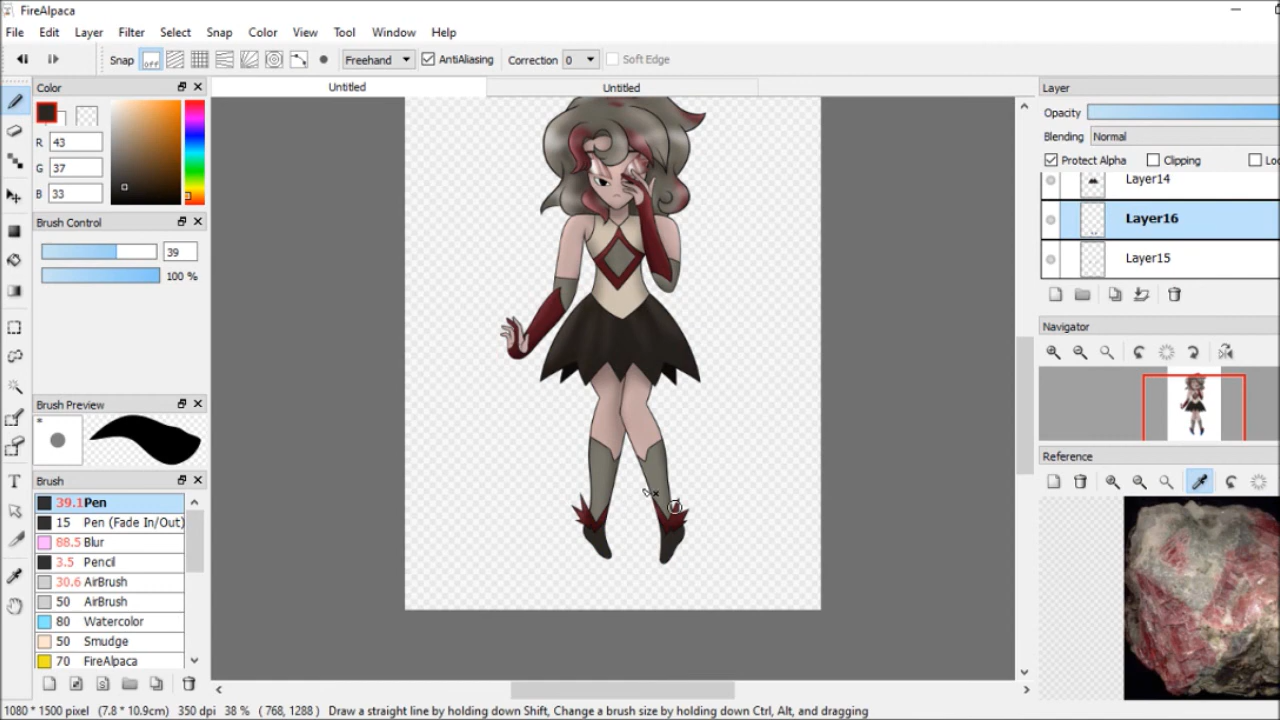 FireAlpaca
File Edit Layer Filter Select Snap Color View Tool Window Help
Snap off Freehand AntiAliasing Correction 0 Soft Edge
Color
R 43
G 37
B 33
Brush Control
39
100 %
Brush Preview
*
Brush
39.1 Pen
15 Pen (Fade In/Out)
88.5 Blur
3.5 Pencil
30.6 AirBrush
50 AirBrush
80 Watercolor
50 Smudge
70 FireAlpaca
Untitled Untitled
Layer
Opacity
Blending Normal
Protect Alpha Clipping Lo
Layer14
Layer16
Layer15
Navigator
Reference
T
1080 * 1500 pixel (7.8 * 10.9cm) 350 dpi 38 % ( 768, 1288 ) Draw a straight line by holding down Shift, Change a brush size by holding down Ctrl, Alt, and dragging